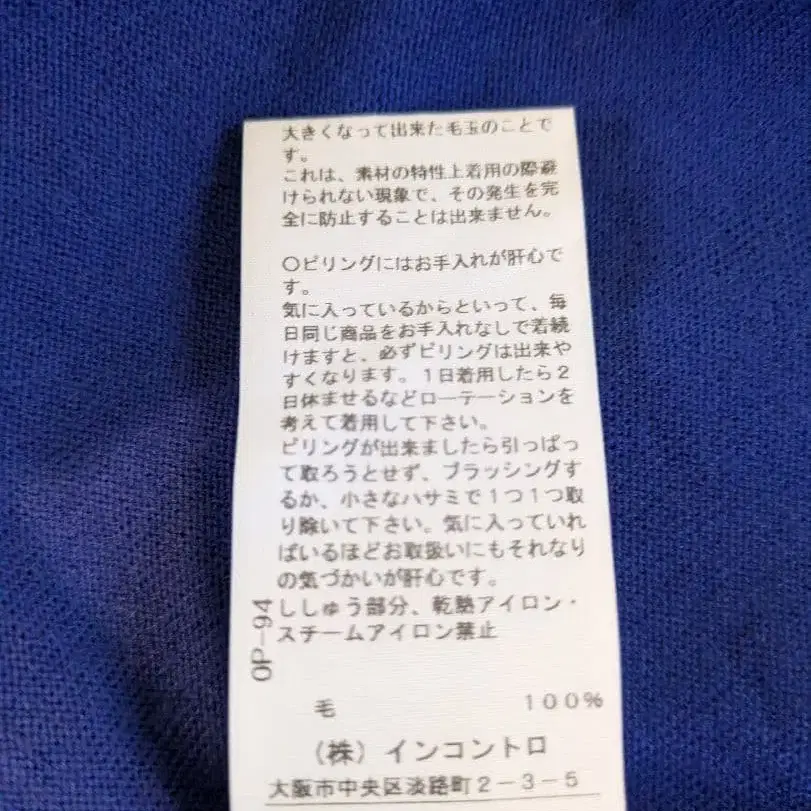 大きくなって出来た毛玉のことで
す。
これは、素材の特性上着用の際避
けられない現象で、その発生を完
全に防止することは出来ません。
〇ピリングにはお手入れが肝心で
す。
気に入っているからといって、毎
日同じ商品をお手入れなしで着続
けますと、必ずピリングは出来や
すくなります。1日着用したら2
日休ませるなどローテーションを
考えて着用して下さい。
ピリングが出来ましたら引っぱっ
て取ろうとせず、ブラッシングす
るか、小さなハサミで1つ1つ取
り除いて下さい。気に入っていれ
ばいるほどお取扱いにもそれなり
の気づかいが肝心です。
ししゅう部分、乾熱アイロン・
スチームアイロン禁止
OP-94
毛 100%
(株)インコントロ
大阪市中央区淡路町2-3-5